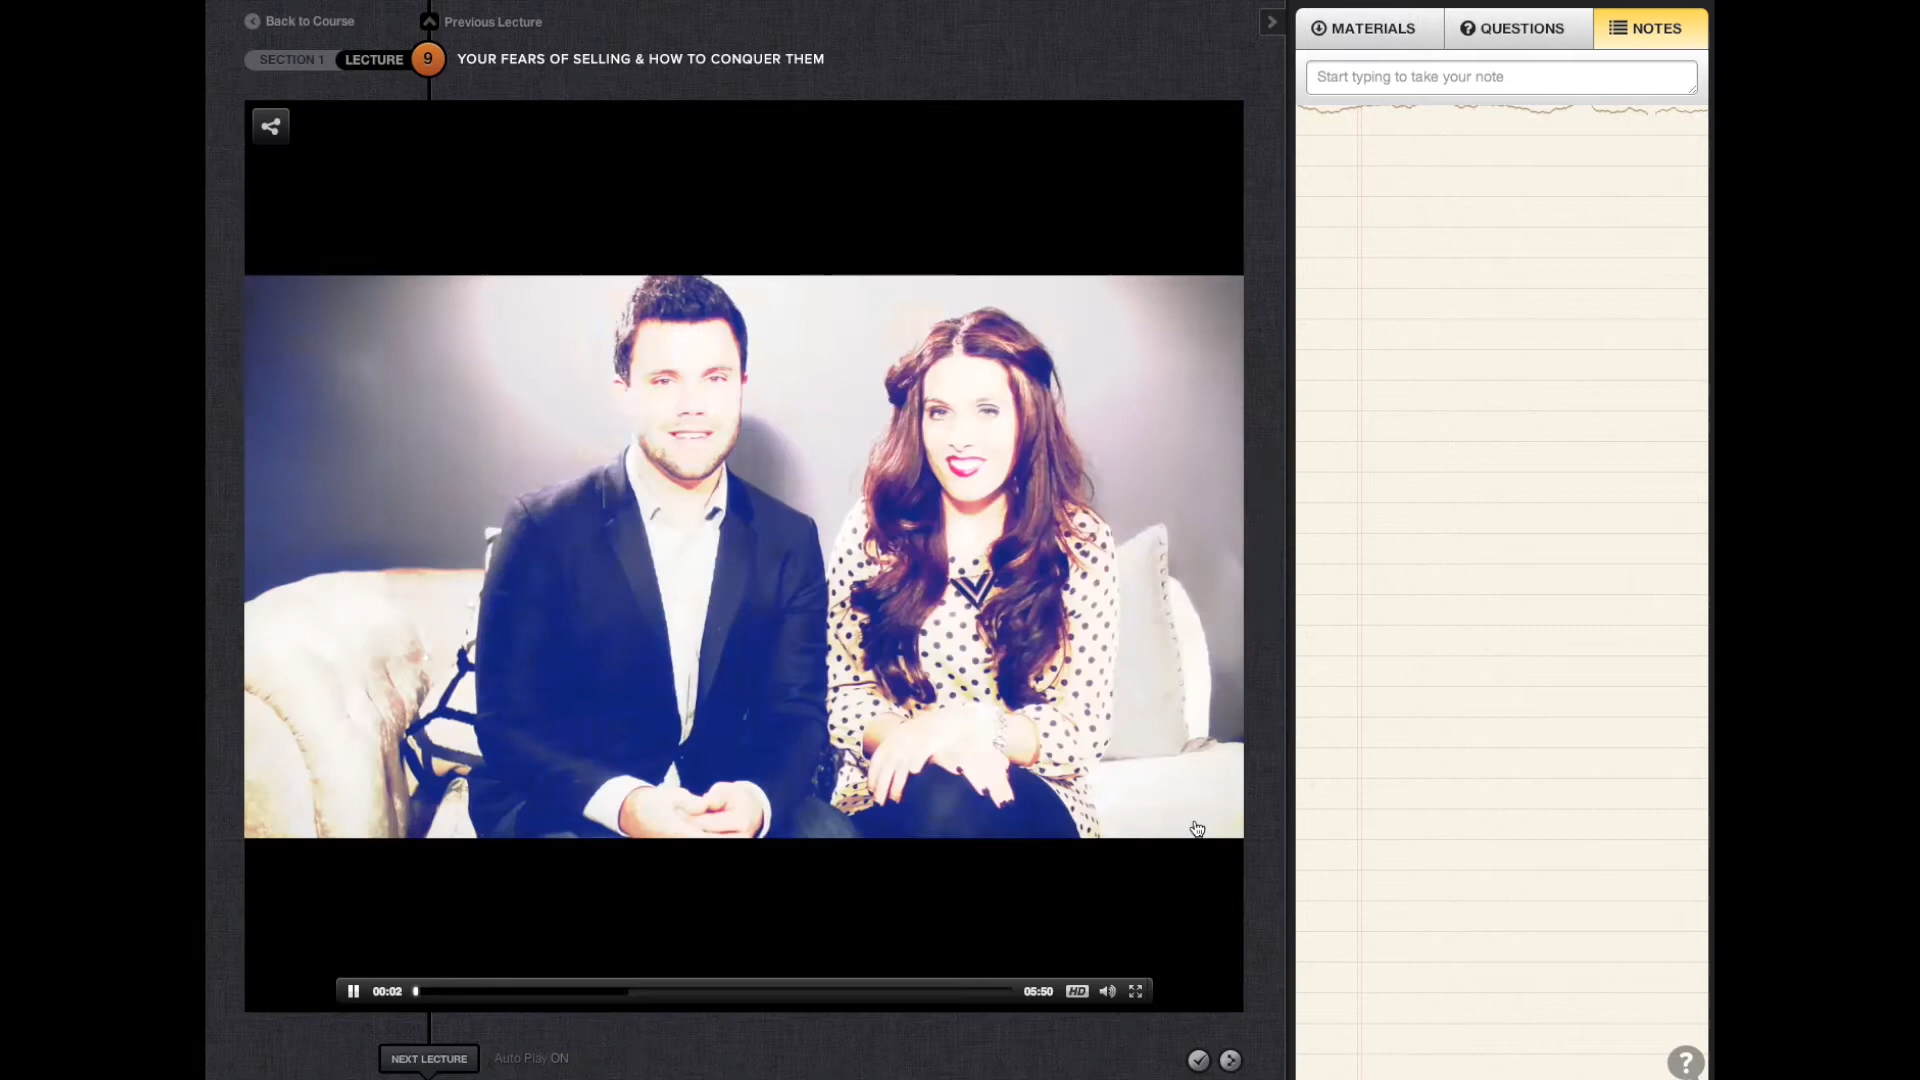 Back to Course
Previous Lecture
SECTION 1 LECTURE 9 YOUR FEARS OF SELLING & HOW TO CONQUER THEM
MATERIALS
QUESTIONS
NOTES
Start typing to take your note
00:02
05:50
HD
NEXT LECTURE
Auto Play ON
?